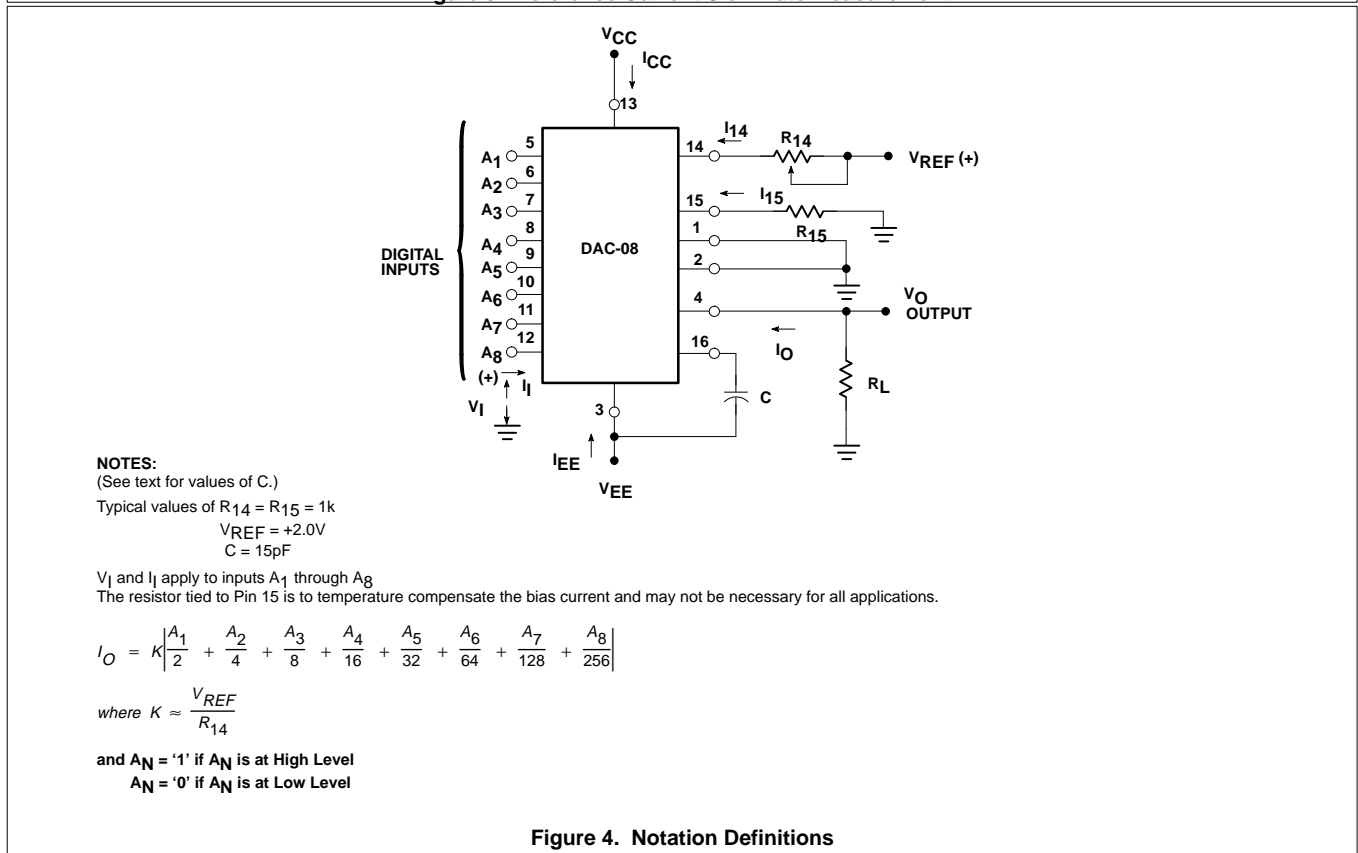 VCC
ICC
13
DIGITAL
INPUTS
A1
5
A2
6
A3
7
A4
8
A5
9
A6
10
A7
11
A8
12
(+)
II
VI
DAC-08
14
I14
R14
VREF (+)
15
I15
R15
1
2
4
VO
OUTPUT
IO
16
C
RL
3
IEE
VEE
NOTES:
(See text for values of C.)
Typical values of R14 = R15 = 1k
VREF = +2.0V
C = 15pF
VI and II apply to inputs A1 through A8
The resistor tied to Pin 15 is to temperature compensate the bias current and may not be necessary for all applications.
IO = K|A1/2 + A2/4 + A3/8 + A4/16 + A5/32 + A6/64 + A7/128 + A8/256|
where K ≈ VREF/R14
and AN = ‘1’ if AN is at High Level
AN = ‘0’ if AN is at Low Level
Figure 4. Notation Definitions